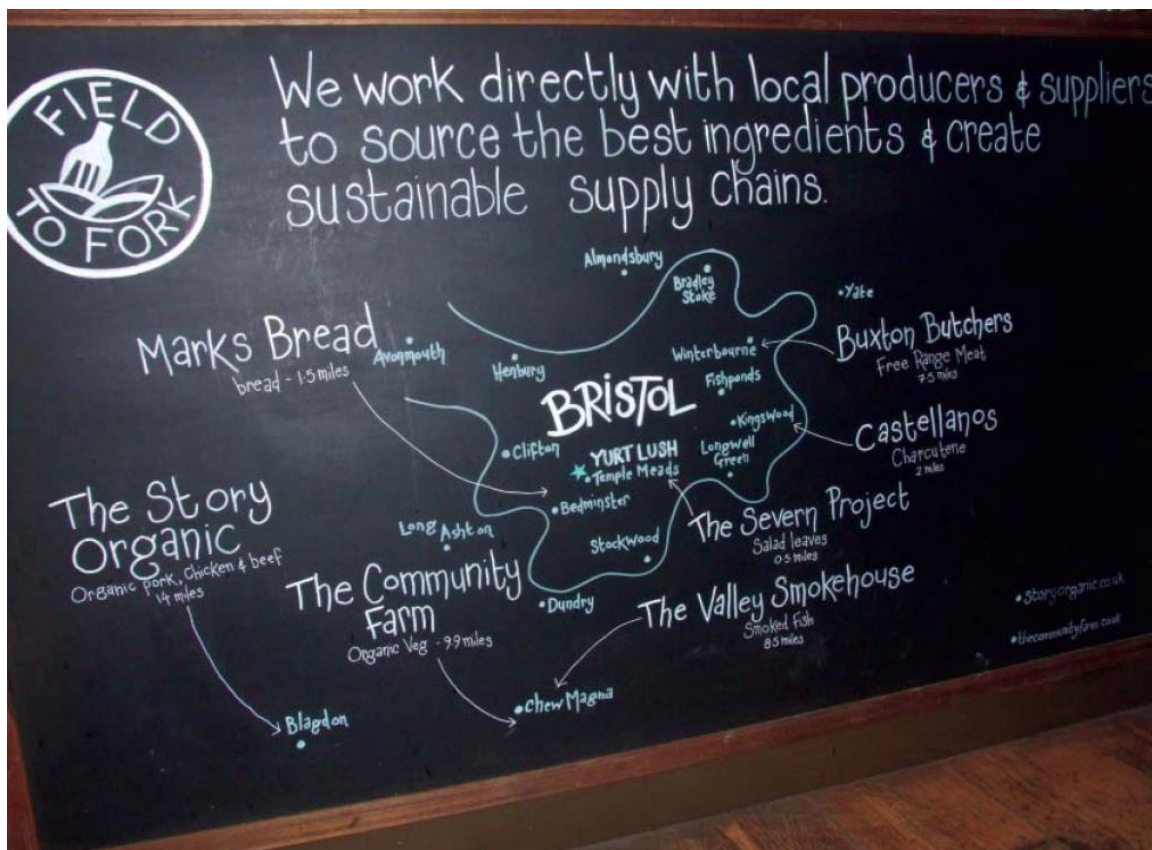 FIELD
TO FORK
We work directly with local producers & suppliers
to source the best ingredients & create
sustainable supply chains.
Almondsbury
Bradley
Stoke
Yate
Marks Bread
bread - 1.5 miles
Avonmouth
Henbury
Winterbourne
Buxton Butchers
Free Range Meat
7.5 miles
Fishponds
BRISTOL
Kingswood
Castellanos
Charcuterie
2 miles
Clifton
YURT LUSH
Temple Meads
Longwell
Green
Bedminster
The Story
Organic
Organic pork, Chicken & beef
14 miles
Long Ashton
Stockwood
The Severn Project
Salad leaves
0.5 miles
The Community
Farm
Organic Veg - 9.9 miles
Dundry
The Valley Smokehouse
Smoked Fish
8.5 miles
storyorganic.co.uk
thecommunityfarm.co.uk
Chew Magna
Blagdon